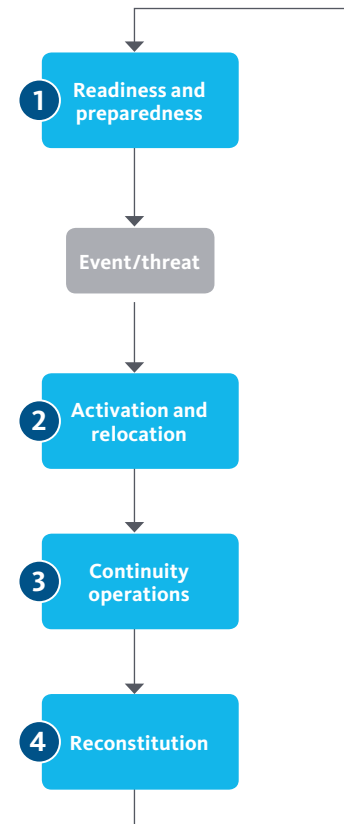 1
Readiness and
preparedness
Event/threat
2
Activation and
relocation
3
Continuity
operations
4
Reconstitution